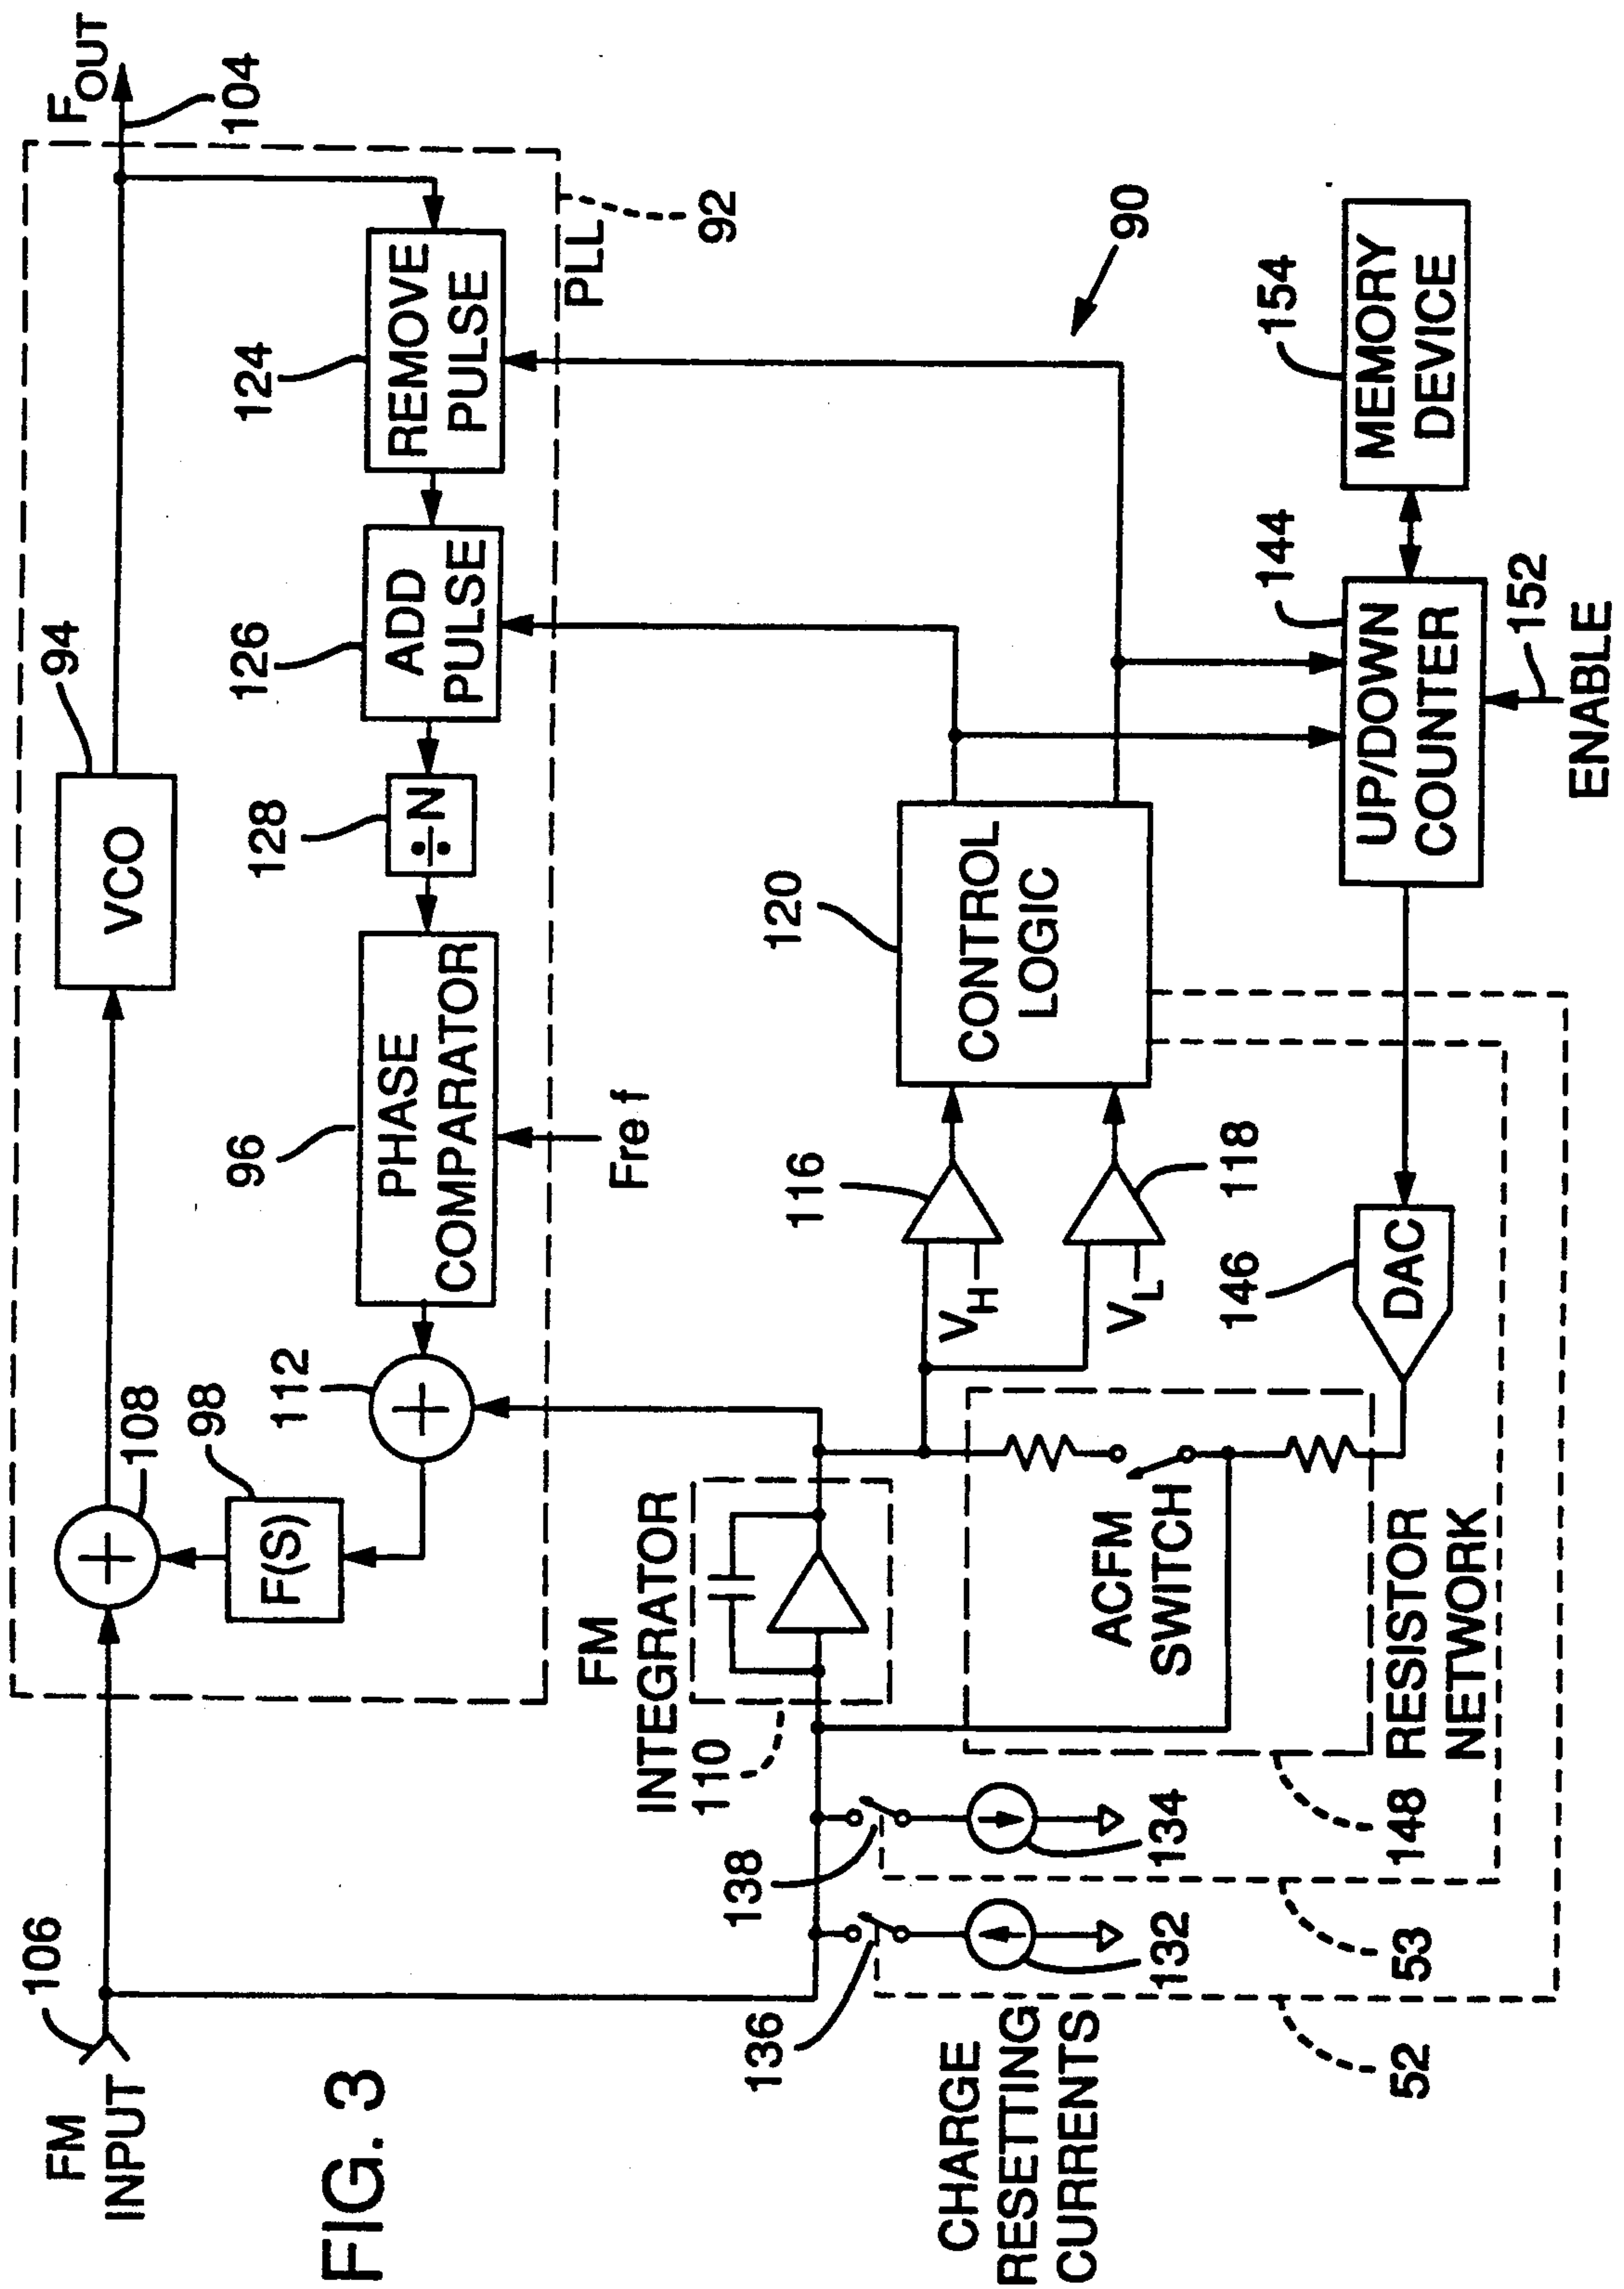 FIG. 3
FM
INPUT
106
108
VCO
94
F OUT
104
F(S)
98
112
PHASE
COMPARATOR
96
Fre f
÷N
128
ADD
PULSE
126
REMOVE
PULSE
124
PLL
92
90
FM
INTEGRATOR
110
116
VH
118
VL
CONTROL
LOGIC
120
CHARGE
RESETTING
CURRENTS
136
132
138
134
52
53
ACFM
SWITCH
RESISTOR
NETWORK
148
DAC
146
UP/DOWN
COUNTER
144
ENABLE
152
MEMORY
DEVICE
154